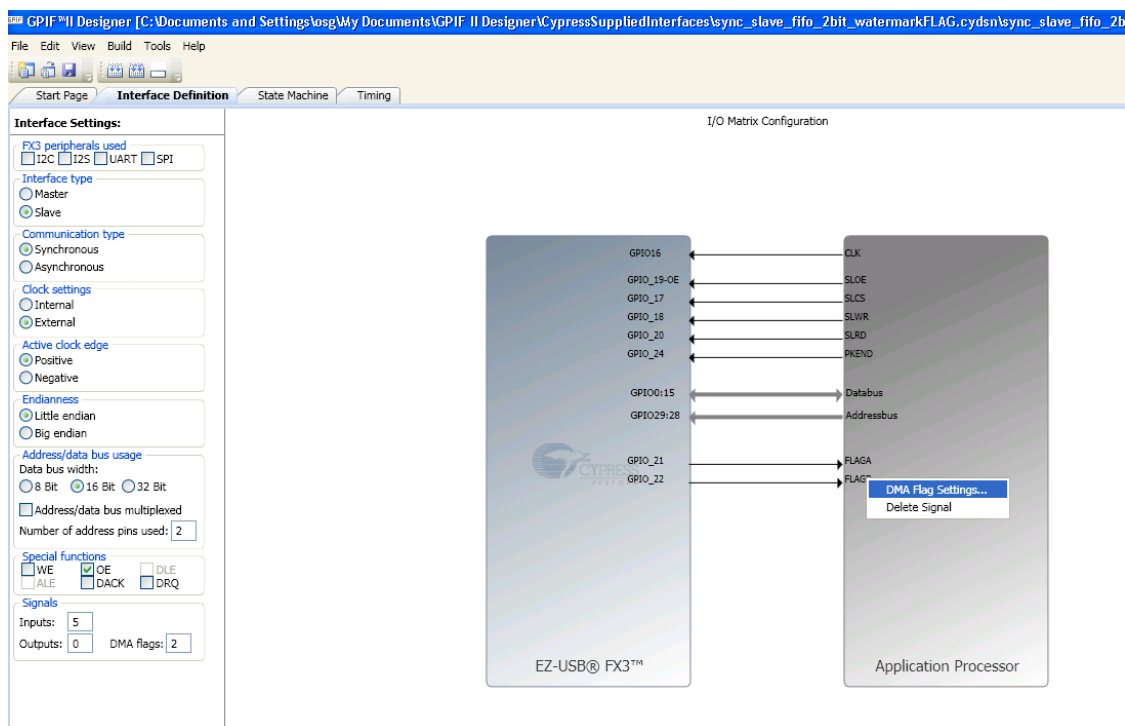 GPIF™II Designer [C:\Documents and Settings\osg\My Documents\GPIF II Designer\CypressSuppliedInterfaces\sync_slave_fifo_2bit_watermarkFLAG.cydsn\sync_slave_fifo_2b
File Edit View Build Tools Help
Start Page Interface Definition State Machine Timing
Interface Settings:
FX3 peripherals used
I2C I2S UART SPI
Interface type
Master
Slave
Communication type
Synchronous
Asynchronous
Clock settings
Internal
External
Active clock edge
Positive
Negative
Endianness
Little endian
Big endian
Address/data bus usage
Data bus width:
8 Bit 16 Bit 32 Bit
Address/data bus multiplexed
Number of address pins used: 2
Special functions
WE OE DLE
ALE DACK DRQ
Signals
Inputs: 5
Outputs: 0 DMA flags: 2
I/O Matrix Configuration
GPIO16 CLK
GPIO_19-OE SLOE
GPIO_17 SLCS
GPIO_18 SLWR
GPIO_20 SLRD
GPIO_24 PKEND
GPIO0:15 Databus
GPIO29:28 Addressbus
CYPRESS
GPIO_21 FLAGA
GPIO_22
DMA Flag Settings...
Delete Signal
EZ-USB® FX3™
Application Processor